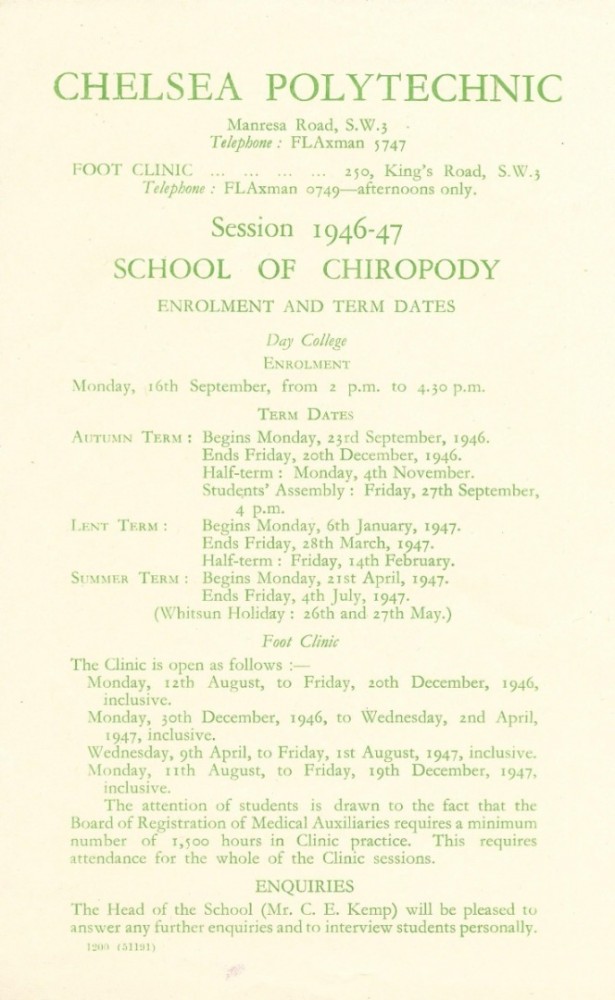 CHELSEA POLYTECHNIC
Manresa Road, S.W.3
Telephone : FLAxman 5747
FOOT CLINIC ... ... ... ... 250, King's Road, S.W.3
Telephone : FLAxman 0749—afternoons only.
Session 1946-47
SCHOOL OF CHIROPODY
ENROLMENT AND TERM DATES
Day College
ENROLMENT
Monday, 16th September, from 2 p.m. to 4.30 p.m.
TERM DATES
AUTUMN TERM : Begins Monday, 23rd September, 1946.
Ends Friday, 20th December, 1946.
Half-term : Monday, 4th November.
Students' Assembly : Friday, 27th September,
4 p.m.
LENT TERM : Begins Monday, 6th January, 1947.
Ends Friday, 28th March, 1947.
Half-term : Friday, 14th February.
SUMMER TERM : Begins Monday, 21st April, 1947.
Ends Friday, 4th July, 1947.
(Whitsun Holiday : 26th and 27th May.)
Foot Clinic
The Clinic is open as follows :—
Monday, 12th August, to Friday, 20th December, 1946,
inclusive.
Monday, 30th December, 1946, to Wednesday, 2nd April,
1947, inclusive.
Wednesday, 9th April, to Friday, 1st August, 1947, inclusive.
Monday, 11th August, to Friday, 19th December, 1947,
inclusive.
The attention of students is drawn to the fact that the
Board of Registration of Medical Auxiliaries requires a minimum
number of 1,500 hours in Clinic practice. This requires
attendance for the whole of the Clinic sessions.
ENQUIRIES
The Head of the School (Mr. C. E. Kemp) will be pleased to
answer any further enquiries and to interview students personally.
1200 (51191)